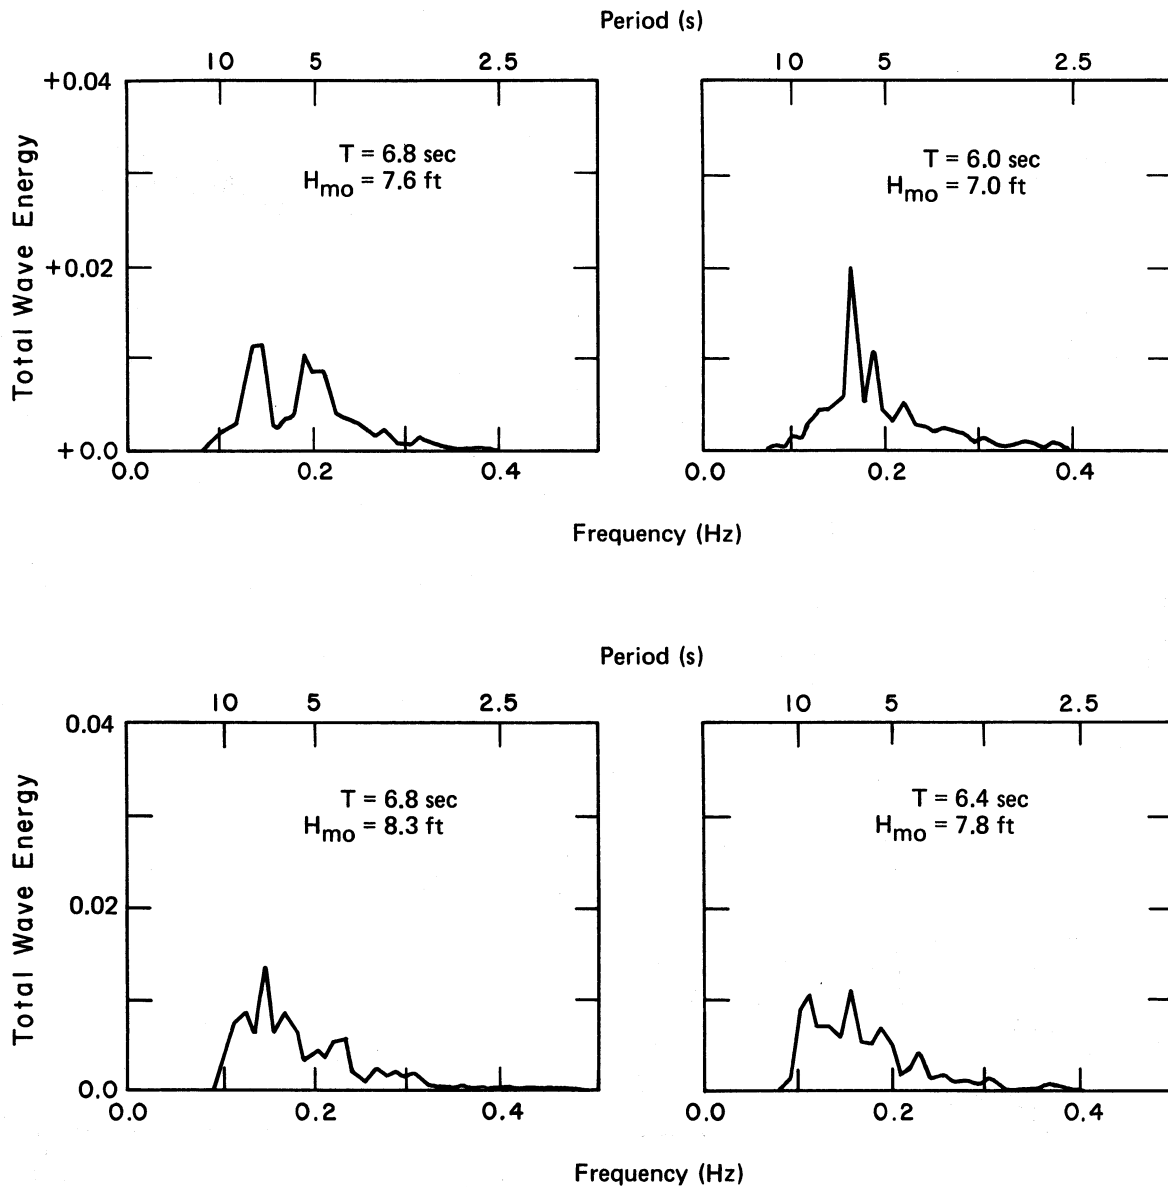 Period (s)
10 5 2.5 10 5 2.5
+0.04
T = 6.8 sec
Hmo = 7.6 ft
T = 6.0 sec
Hmo = 7.0 ft
Total Wave Energy
+0.02
+0.0
0.0 0.2 0.4 0.0 0.2 0.4
Frequency (Hz)
Period (s)
10 5 2.5 10 5 2.5
0.04
T = 6.8 sec
Hmo = 8.3 ft
T = 6.4 sec
Hmo = 7.8 ft
Total Wave Energy
0.02
0.0
0.0 0.2 0.4 0.0 0.2 0.4
Frequency (Hz)